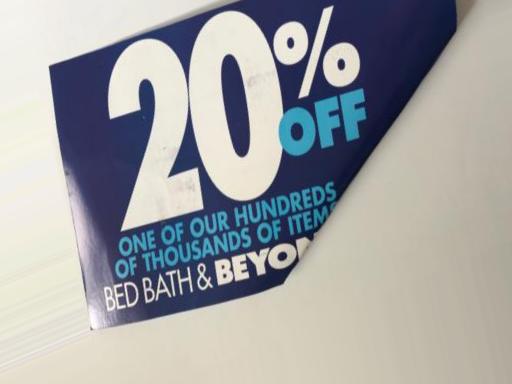 20% OFF
ONE OF OUR HUNDREDS
OF THOUSANDS OF ITEM
BED BATH & BEYON